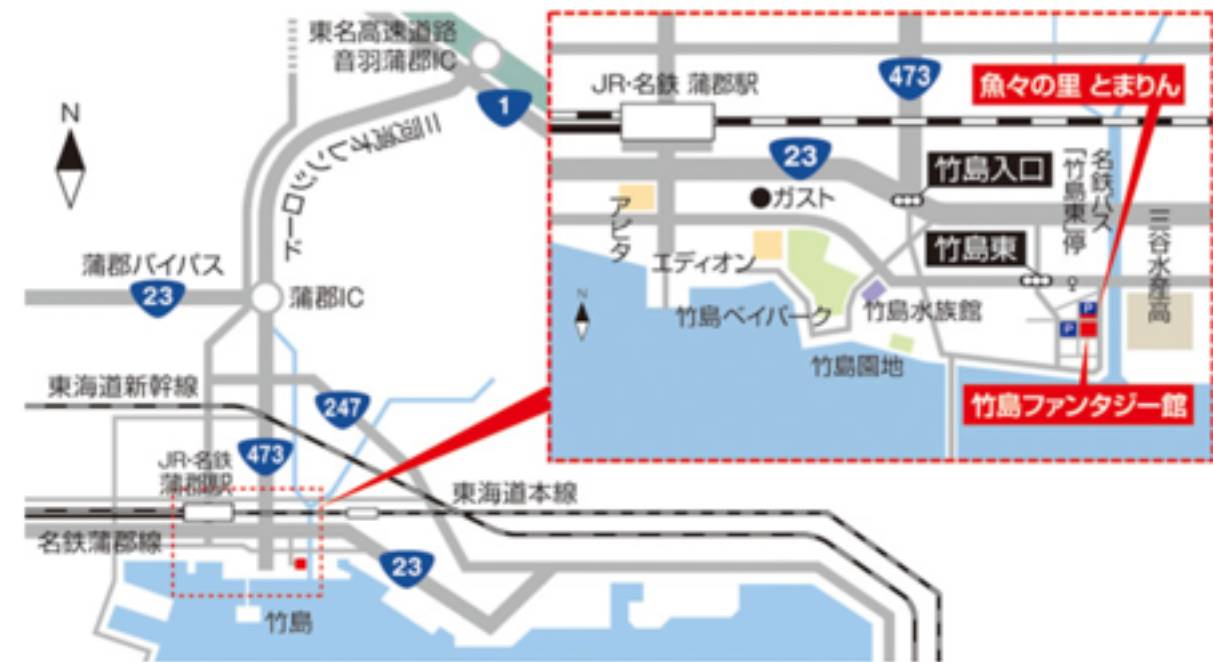 東名高速道路
音羽蒲郡IC
N
1
三河湾オレンジロード
蒲郡バイパス
23
蒲郡IC
東海道新幹線
247
JR・名鉄
蒲郡駅
473
東海道本線
名鉄蒲郡線
23
竹島
JR・名鉄 蒲郡駅
473
魚々の里 とまりん
23
竹島入口
名鉄バス
「竹島東」停
アピタ
ガスト
竹島東
三谷水産高
エディオン
N
竹島ベイパーク
竹島水族館
P
P
竹島園地
竹島ファンタジー館